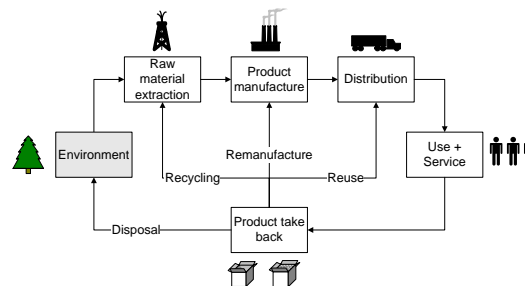 Raw
material
extraction
Product
manufacture
Distribution
Environment
Remanufacture
Use +
Service
Recycling
Reuse
Product take
back
Disposal